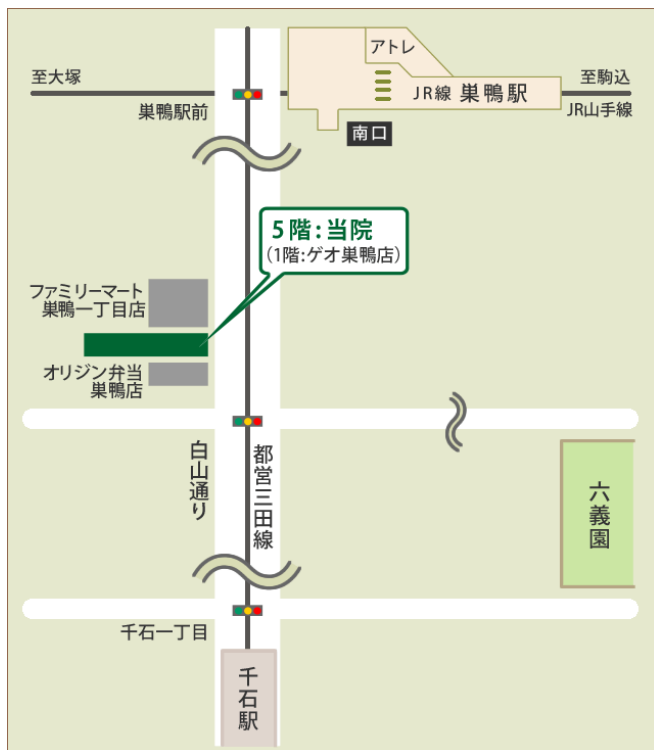 アトレ
至大塚
至駒込
JR線 巣鴨駅
巣鴨駅前
JR山手線
南口
5階:当院
(1階:ゲオ巣鴨店)
ファミリーマート
巣鴨一丁目店
オリジン弁当
巣鴨店
白山通り
都営三田線
六義園
千石一丁目
千石駅